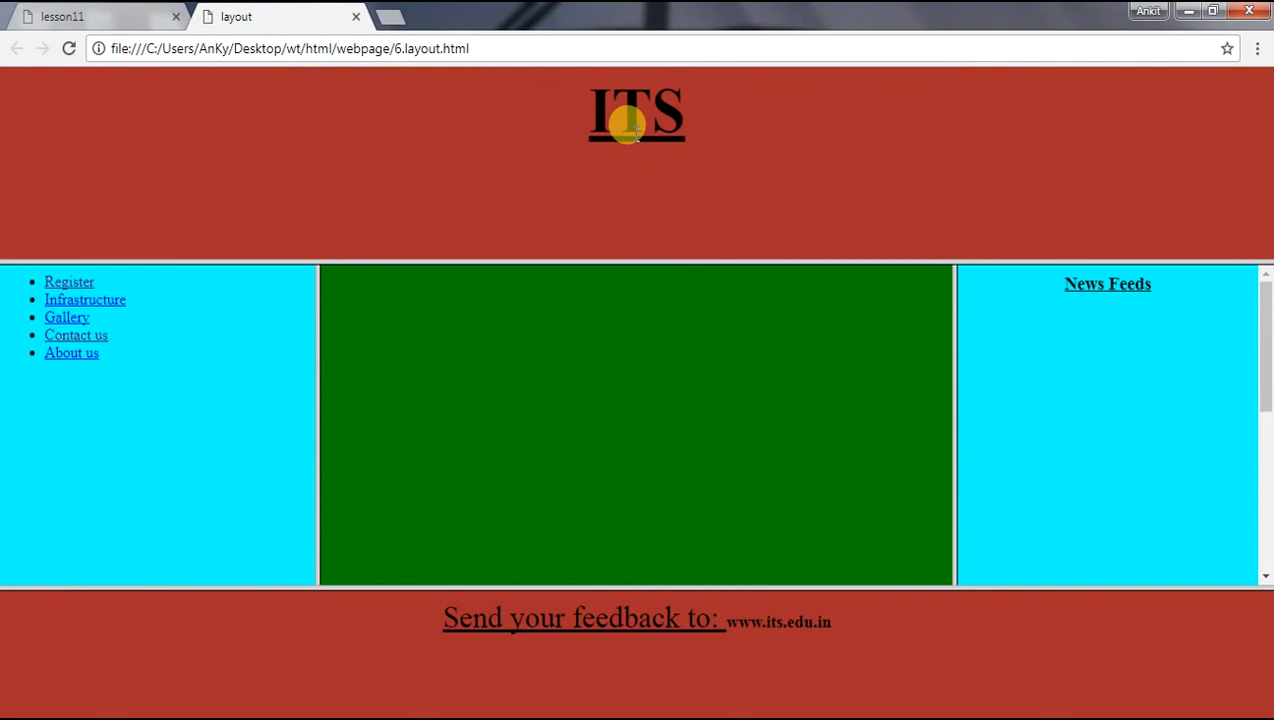 lesson11
layout
Ankit
file:///C:/Users/AnKy/Desktop/wt/html/webpage/6.layout.html
ITS
Register
Infrastructure
Gallery
Contact us
About us
News Feeds
Send your feedback to: www.its.edu.in